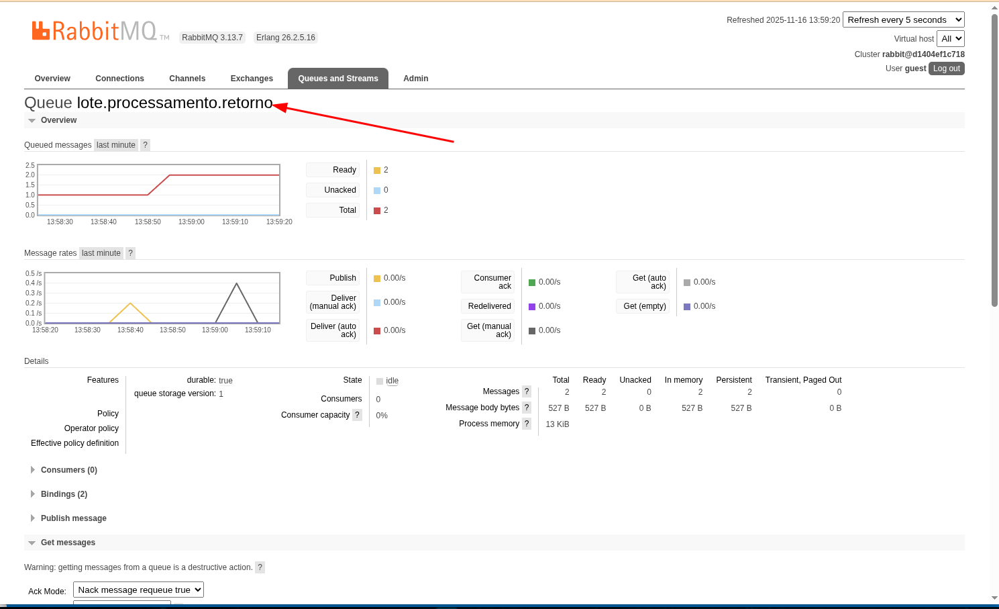 Refreshed 2025-11-16 13:59:20 Refresh every 5 seconds
RabbitMQ TM RabbitMQ 3.13.7 Erlang 26.2.5.16
Virtual host All
Cluster rabbit@d1404ef1c718
User guest Log out
Overview Connections Channels Exchanges Queues and Streams Admin
Queue lote.processamento.retorno
Overview
Queued messages last minute ?
2.5
2.0
1.5
1.0
0.5
0.0
13:58:30 13:58:40 13:58:50 13:59:00 13:59:10 13:59:20
Ready 2
Unacked 0
Total 2
Message rates last minute ?
0.5 /s
0.4 /s
0.3 /s
0.2 /s
0.1 /s
0.0 /s
13:58:20 13:58:30 13:58:40 13:58:50 13:59:00 13:59:10
Publish 0.00/s
Deliver
(manual ack) 0.00/s
Deliver (auto
ack) 0.00/s
Consumer
ack 0.00/s
Redelivered 0.00/s
Get (manual
ack) 0.00/s
Get (auto
ack) 0.00/s
Get (empty) 0.00/s
Details
Features durable: true
queue storage version: 1
Policy
Operator policy
Effective policy definition
State idle
Consumers 0
Consumer capacity ? 0%
Total Ready Unacked In memory Persistent Transient, Paged Out
Messages ? 2 2 0 2 2 0
Message body bytes ? 527 B 527 B 0 B 527 B 527 B 0 B
Process memory ? 13 KiB
Consumers (0)
Bindings (2)
Publish message
Get messages
Warning: getting messages from a queue is a destructive action. ?
Ack Mode: Nack message requeue true